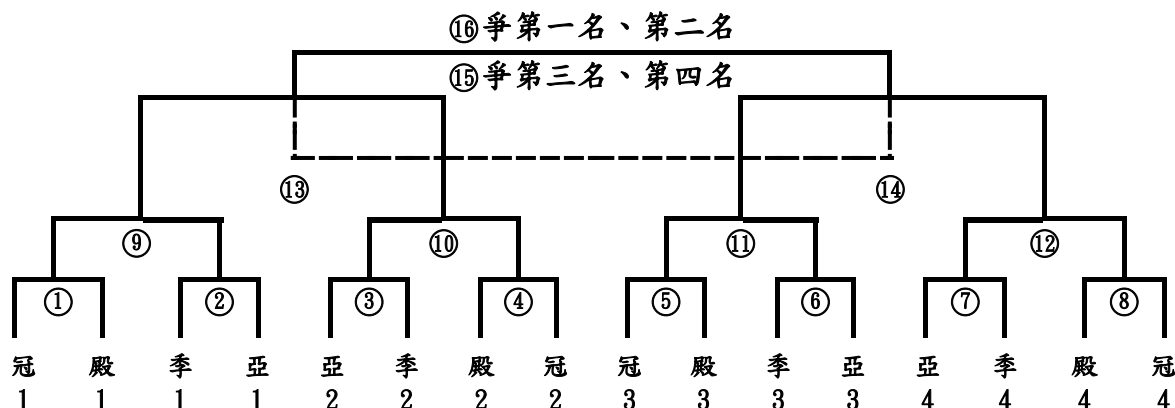 ⑯爭第一名、第二名
⑮爭第三名、第四名
⑬ ⑭
⑨ ⑩ ⑪ ⑫
① ② ③ ④ ⑤ ⑥ ⑦ ⑧
冠 殿 季 亞 亞 季 殿 冠 冠 殿 季 亞 亞 季 殿 冠
1 1 1 1 2 2 2 2 3 3 3 3 4 4 4 4